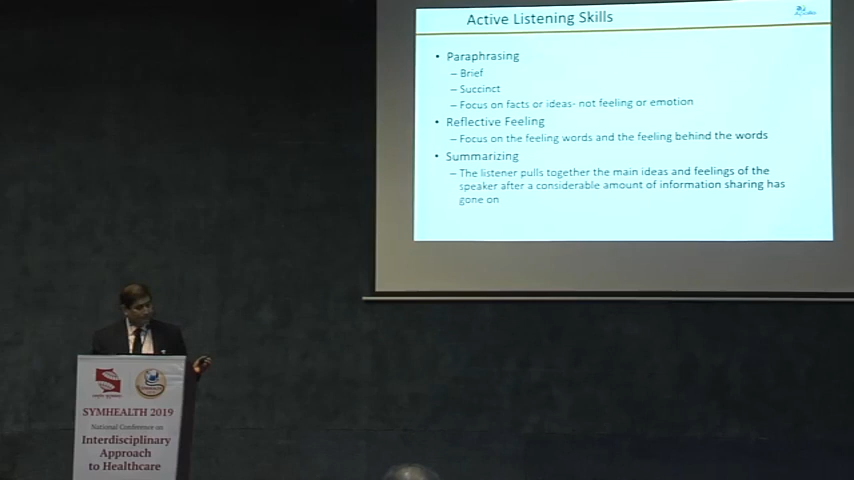 Active Listening Skills
• Paraphrasing
– Brief
– Succinct
– Focus on facts or ideas- not feeling or emotion
• Reflective Feeling
– Focus on the feeling words and the feeling behind the words
• Summarizing
– The listener pulls together the main ideas and feelings of the
speaker after a considerable amount of information sharing has
gone on
SYMHEALTH 2019
National Conference on
Interdisciplinary
Approach
to Healthcare